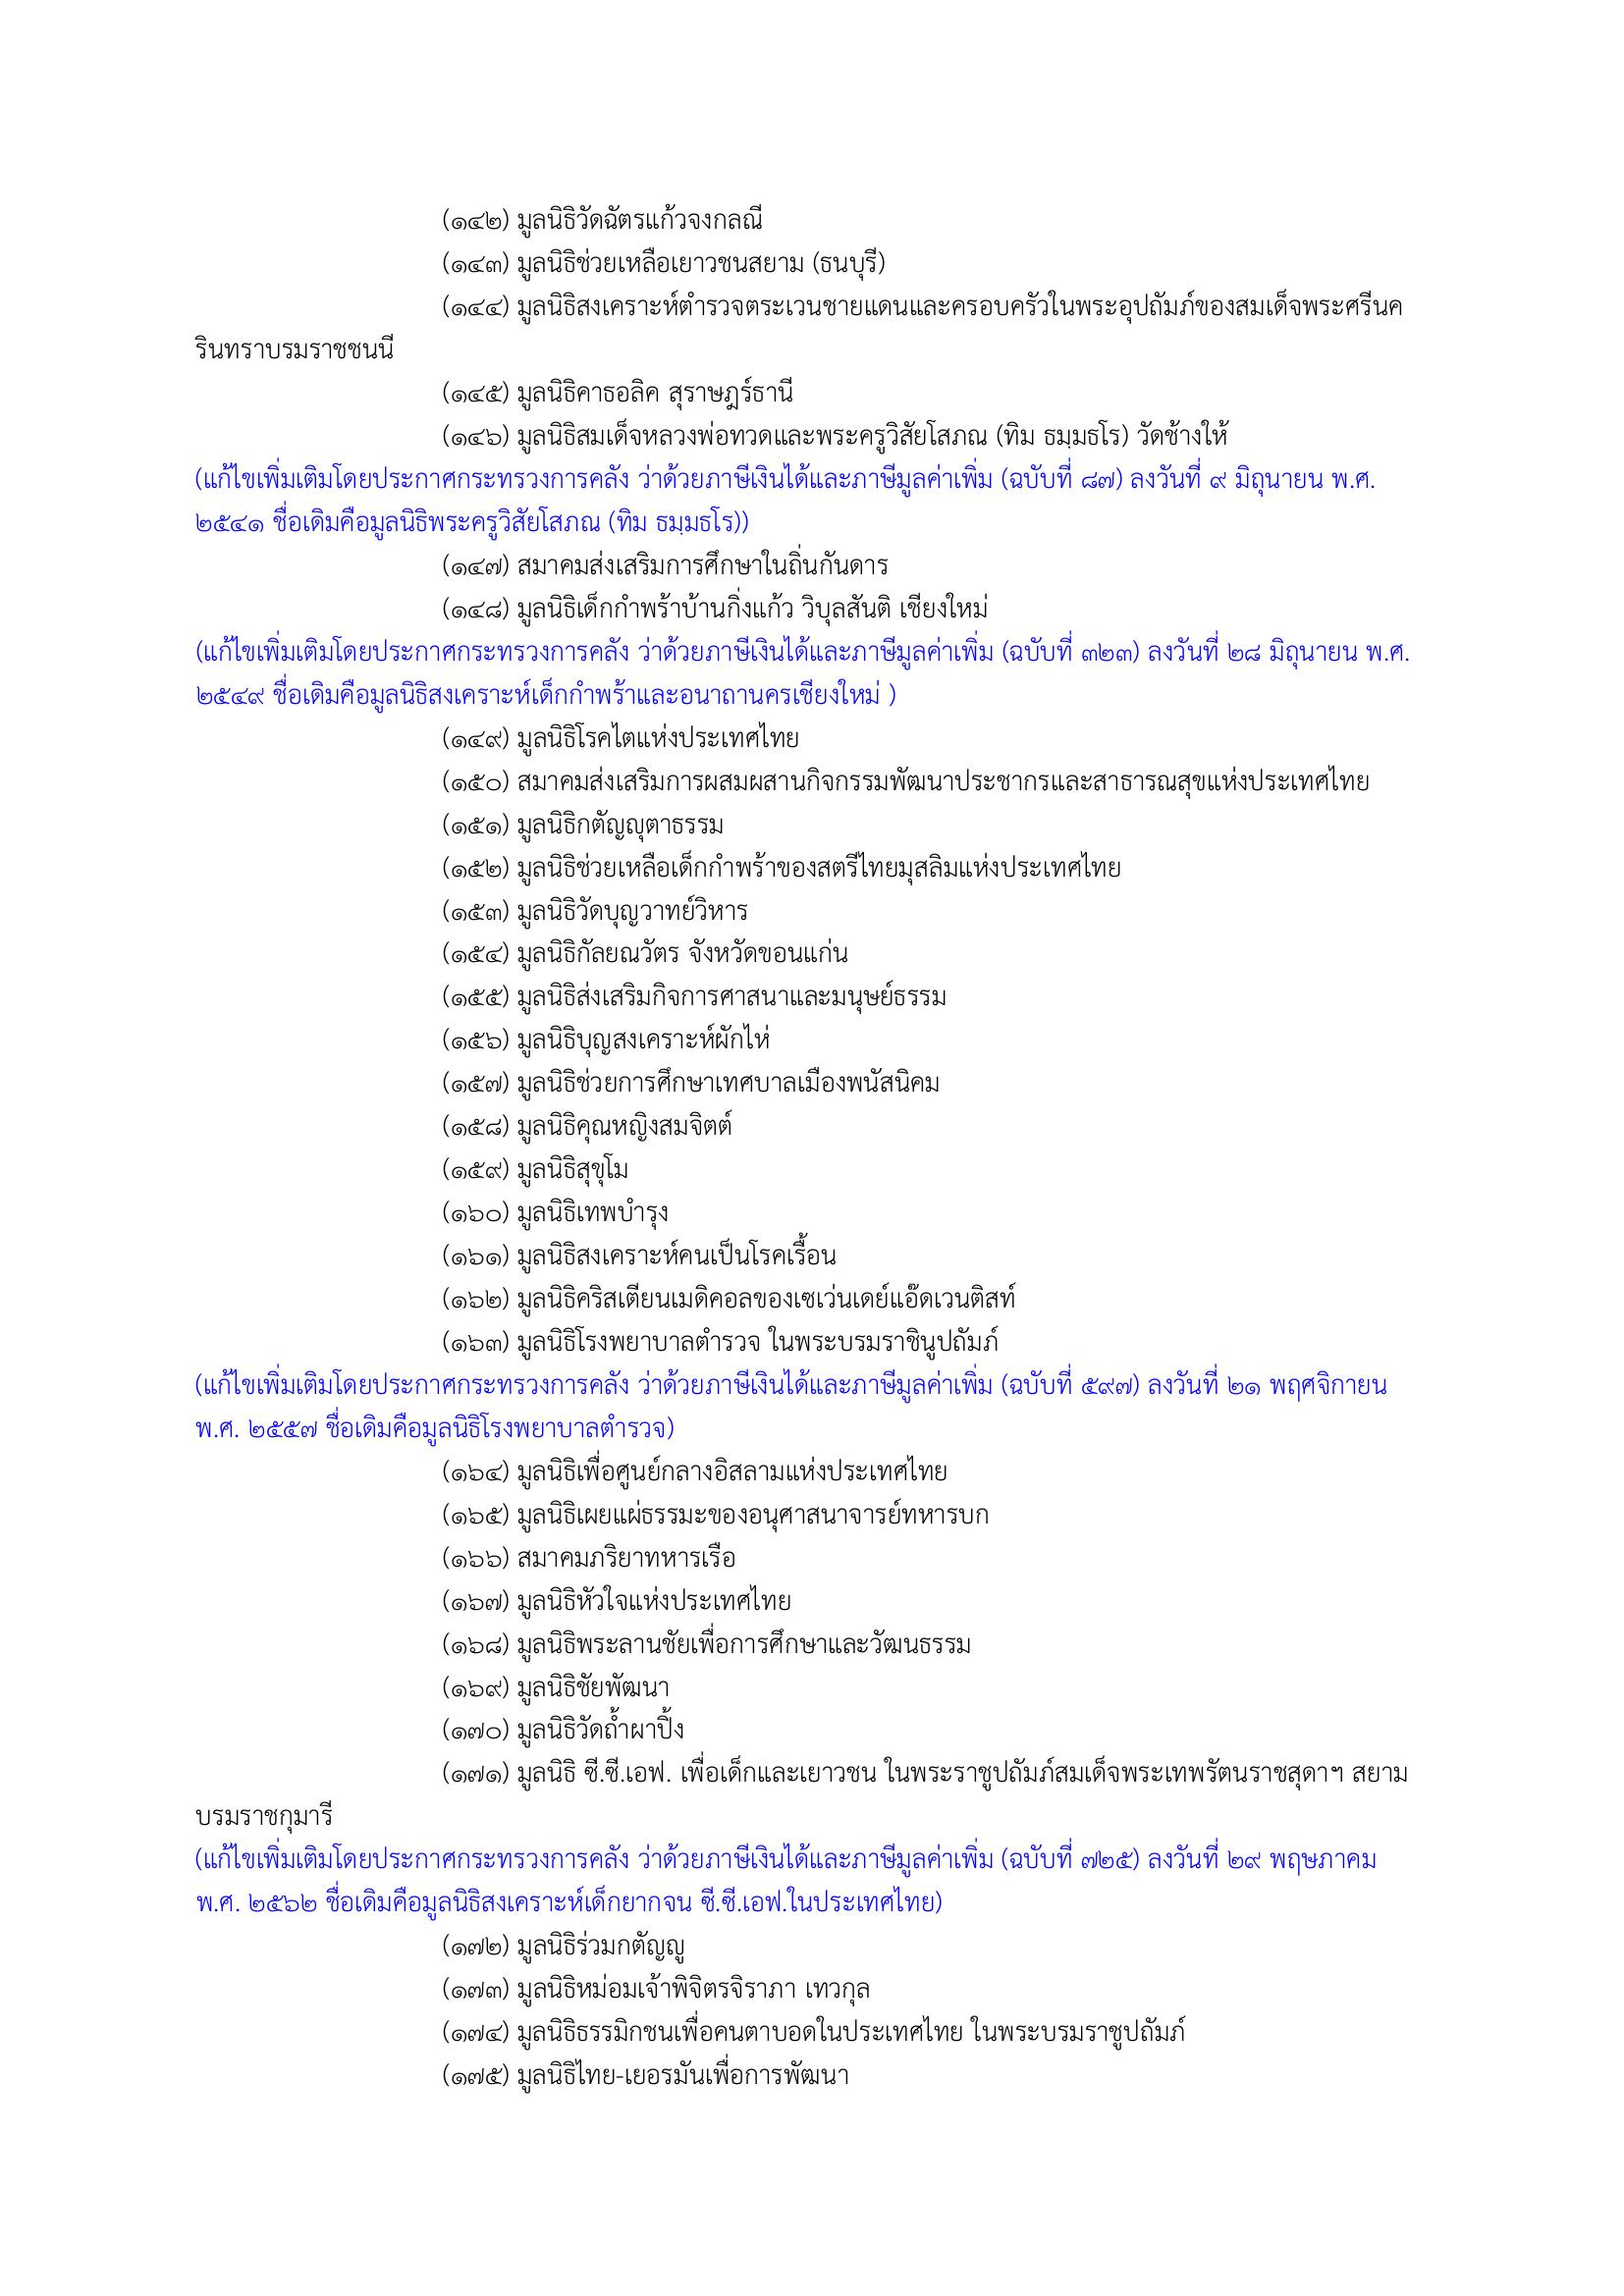 (๑๔๒) มูลนิธิวัดฉัตรแก้วจงกลณี
(๑๔๓) มูลนิธิช่วยเหลือเยาวชนสยาม (ธนบุรี)
(๑๔๔) มูลนิธิสงเคราะห์ตำรวจตระเวนชายแดนและครอบครัวในพระอุปถัมภ์ของสมเด็จพระศรีนค
รินทราบรมราชชนนี
(๑๔๕) มูลนิธิคาธอลิค สุราษฎร์ธานี
(๑๔๖) มูลนิธิสมเด็จหลวงพ่อทวดและพระครูวิสัยโสภณ (ทิม ธมฺมธโร) วัดช้างให้
(แก้ไขเพิ่มเติมโดยประกาศกระทรวงการคลัง ว่าด้วยภาษีเงินได้และภาษีมูลค่าเพิ่ม (ฉบับที่ ๘๗) ลงวันที่ ๙ มิถุนายน พ.ศ.
๒๕๔๑ ชื่อเดิมคือมูลนิธิพระครูวิสัยโสภณ (ทิม ธมฺมธโร))
(๑๔๗) สมาคมส่งเสริมการศึกษาในถิ่นกันดาร
(๑๔๘) มูลนิธิเด็กกำพร้าบ้านกิ่งแก้ว วิบุลสันติ เชียงใหม่
(แก้ไขเพิ่มเติมโดยประกาศกระทรวงการคลัง ว่าด้วยภาษีเงินได้และภาษีมูลค่าเพิ่ม (ฉบับที่ ๓๒๓) ลงวันที่ ๒๘ มิถุนายน พ.ศ.
๒๕๔๙ ชื่อเดิมคือมูลนิธิสงเคราะห์เด็กกำพร้าและอนาถานครเชียงใหม่ )
(๑๔๙) มูลนิธิโรคไตแห่งประเทศไทย
(๑๕๐) สมาคมส่งเสริมการผสมผสานกิจกรรมพัฒนาประชากรและสาธารณสุขแห่งประเทศไทย
(๑๕๑) มูลนิธิกตัญญุตาธรรม
(๑๕๒) มูลนิธิช่วยเหลือเด็กกำพร้าของสตรีไทยมุสลิมแห่งประเทศไทย
(๑๕๓) มูลนิธิวัดบุญวาทย์วิหาร
(๑๕๔) มูลนิธิกัลยณวัตร จังหวัดขอนแก่น
(๑๕๕) มูลนิธิส่งเสริมกิจการศาสนาและมนุษย์ธรรม
(๑๕๖) มูลนิธิบุญสงเคราะห์ผักไห่
(๑๕๗) มูลนิธิช่วยการศึกษาเทศบาลเมืองพนัสนิคม
(๑๕๘) มูลนิธิคุณหญิงสมจิตต์
(๑๕๙) มูลนิธิสุขุโม
(๑๖๐) มูลนิธิเทพบำรุง
(๑๖๑) มูลนิธิสงเคราะห์คนเป็นโรคเรื้อน
(๑๖๒) มูลนิธิคริสเตียนเมดิคอลของเซเว่นเดย์แอ๊ดเวนติสท์
(๑๖๓) มูลนิธิโรงพยาบาลตำรวจ ในพระบรมราชินูปถัมภ์
(แก้ไขเพิ่มเติมโดยประกาศกระทรวงการคลัง ว่าด้วยภาษีเงินได้และภาษีมูลค่าเพิ่ม (ฉบับที่ ๕๙๗) ลงวันที่ ๒๑ พฤศจิกายน
พ.ศ. ๒๕๕๗ ชื่อเดิมคือมูลนิธิโรงพยาบาลตำรวจ)
(๑๖๔) มูลนิธิเพื่อศูนย์กลางอิสลามแห่งประเทศไทย
(๑๖๕) มูลนิธิเผยแผ่ธรรมะของอนุศาสนาจารย์ทหารบก
(๑๖๖) สมาคมภริยาทหารเรือ
(๑๖๗) มูลนิธิหัวใจแห่งประเทศไทย
(๑๖๘) มูลนิธิพระลานชัยเพื่อการศึกษาและวัฒนธรรม
(๑๖๙) มูลนิธิชัยพัฒนา
(๑๗๐) มูลนิธิวัดถ้ำผาปิ้ง
(๑๗๑) มูลนิธิ ซี.ซี.เอฟ. เพื่อเด็กและเยาวชน ในพระราชูปถัมภ์สมเด็จพระเทพรัตนราชสุดาฯ สยาม
บรมราชกุมารี
(แก้ไขเพิ่มเติมโดยประกาศกระทรวงการคลัง ว่าด้วยภาษีเงินได้และภาษีมูลค่าเพิ่ม (ฉบับที่ ๗๒๕) ลงวันที่ ๒๙ พฤษภาคม
พ.ศ. ๒๕๖๒ ชื่อเดิมคือมูลนิธิสงเคราะห์เด็กยากจน ซี.ซี.เอฟ.ในประเทศไทย)
(๑๗๒) มูลนิธิร่วมกตัญญู
(๑๗๓) มูลนิธิหม่อมเจ้าพิจิตรจิราภา เทวกุล
(๑๗๔) มูลนิธิธรรมิกชนเพื่อคนตาบอดในประเทศไทย ในพระบรมราชูปถัมภ์
(๑๗๕) มูลนิธิไทย-เยอรมันเพื่อการพัฒนา